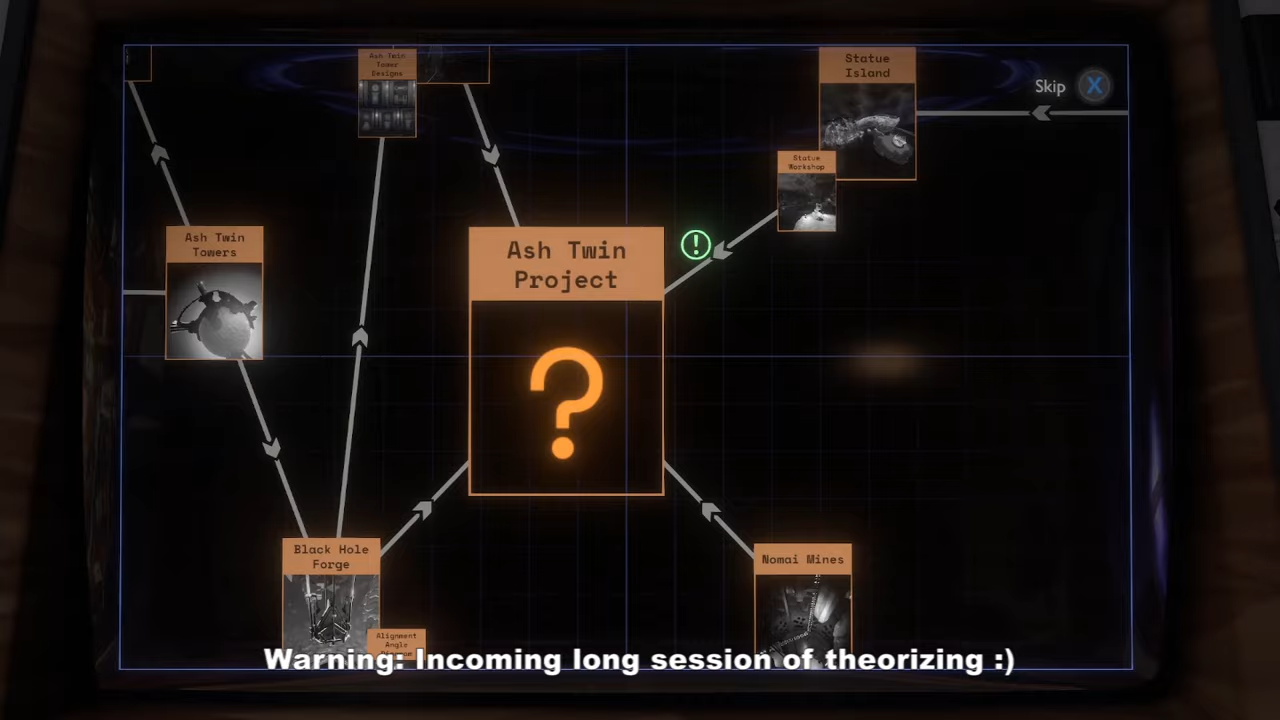 Ash Twin
Tower
Designs
Statue
Island
Skip X
Statue
Workshop
Ash Twin
Towers
Ash Twin
Project
!
?
Black Hole
Forge
Nomai Mines
Alignment
Angle
Warning: Incoming long session of theorizing :)